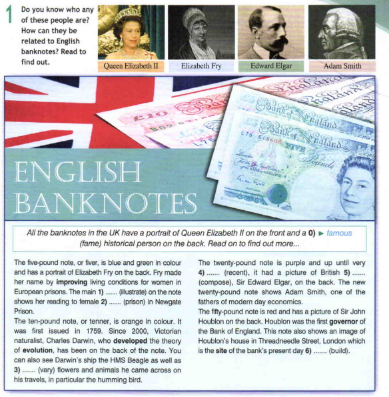 1
Do you know who any
of these people are?
How can they be
related to English
banknotes? Read to
find out.
Queen Elizabeth II
Elizabeth Fry
Edward Elgar
Adam Smith
ENGLISH
BANKNOTES
All the banknotes in the UK have a portrait of Queen Elizabeth II on the front and a 0) ► famous
(fame) historical person on the back. Read on to find out more...
The five-pound note, or fiver, is blue and green in colour
and has a portrait of Elizabeth Fry on the back. Fry made
her name by improving living conditions for women in
European prisons. The main 1) ...... (illustrate) on the note
shows her reading to female 2) ...... (prison) in Newgate
Prison.
The ten-pound note, or tenner, is orange in colour. It
was first issued in 1759. Since 2000, Victorian
naturalist, Charles Darwin, who developed the theory
of evolution, has been on the back of the note. You
can also see Darwin's ship the HMS Beagle as well as
3) ...... (vary) flowers and animals he came across on
his travels, in particular the humming bird.
The twenty-pound note is purple and up until very
4) ...... (recent), it had a picture of British 5) ......
(compose), Sir Edward Elgar, on the back. The new
twenty-pound note shows Adam Smith, one of the
fathers of modern day economics.
The fifty-pound note is red and has a picture of Sir John
Houblon on the back. Houblon was the first governor of
the Bank of England. This note also shows an image of
Houblon's house in Threadneedle Street, London which
is the site of the bank's present day 6) ...... (build).